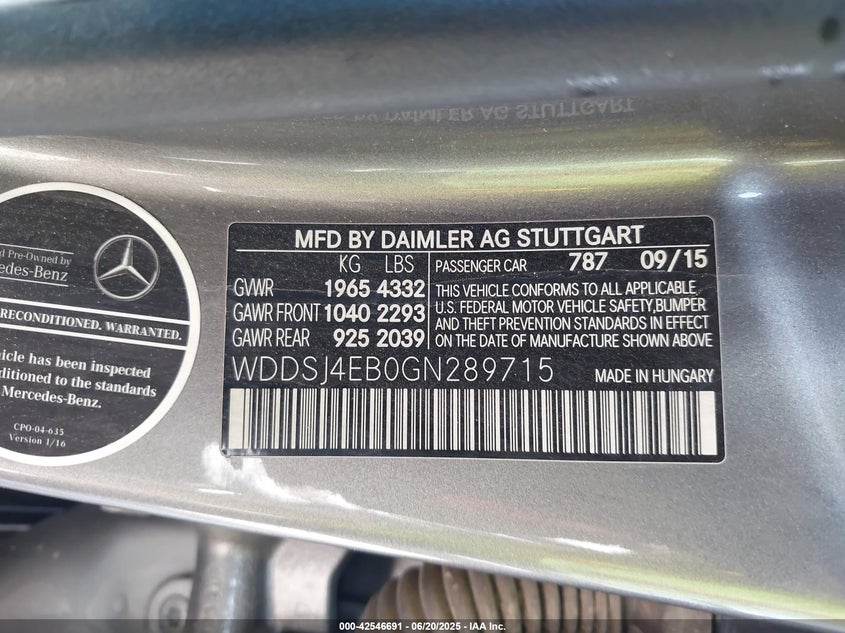 MFD BY DAIMLER AG STUTTGART
KG LBS
GVWR 1965 4332
GAWR FRONT 1040 2293
GAWR REAR 925 2039
PASSENGER CAR 787 09/15
THIS VEHICLE CONFORMS TO ALL APPLICABLE
U.S. FEDERAL MOTOR VEHICLE SAFETY,BUMPER
AND THEFT PREVENTION STANDARDS IN EFFECT
ON THE DATE OF MANUFACTURE SHOWN ABOVE
WDDSJ4EB0GN289715 MADE IN HUNGARY
Pre-Owned by
RECONDITIONED. WARRANTED.
has been inspected
to the standards
Mercedes-Benz.
CPO-04-635
Version 1/16
000-42546691 - 06/20/2025 - IAA Inc.